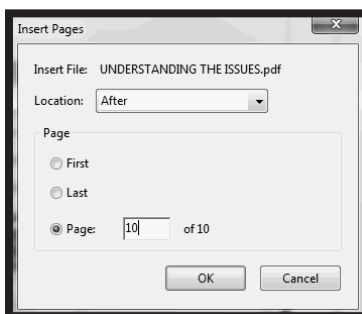 Insert Pages
Insert File: UNDERSTANDING THE ISSUES.pdf
Location: After
Page
First
Last
Page: 10 of 10
OK Cancel